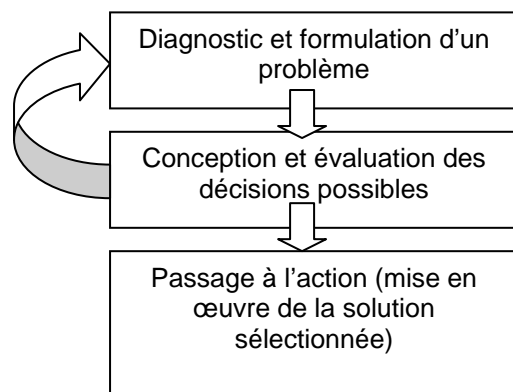 Diagnostic et formulation d’un
problème
Conception et évaluation des
décisions possibles
Passage à l’action (mise en
œuvre de la solution
sélectionnée)